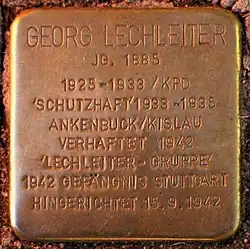 GEORG LECHLEITER
JG. 1885
1925-1933/KPD
'SCHUTZHAFT' 1933-1935
ANKENBUCK/KISLAU
VERHAFTET 1942
'LECHLEITER-GRUPPE'
1942 GEFÄNGNIS STUTTGART
HINGERICHTET 15.9.1942